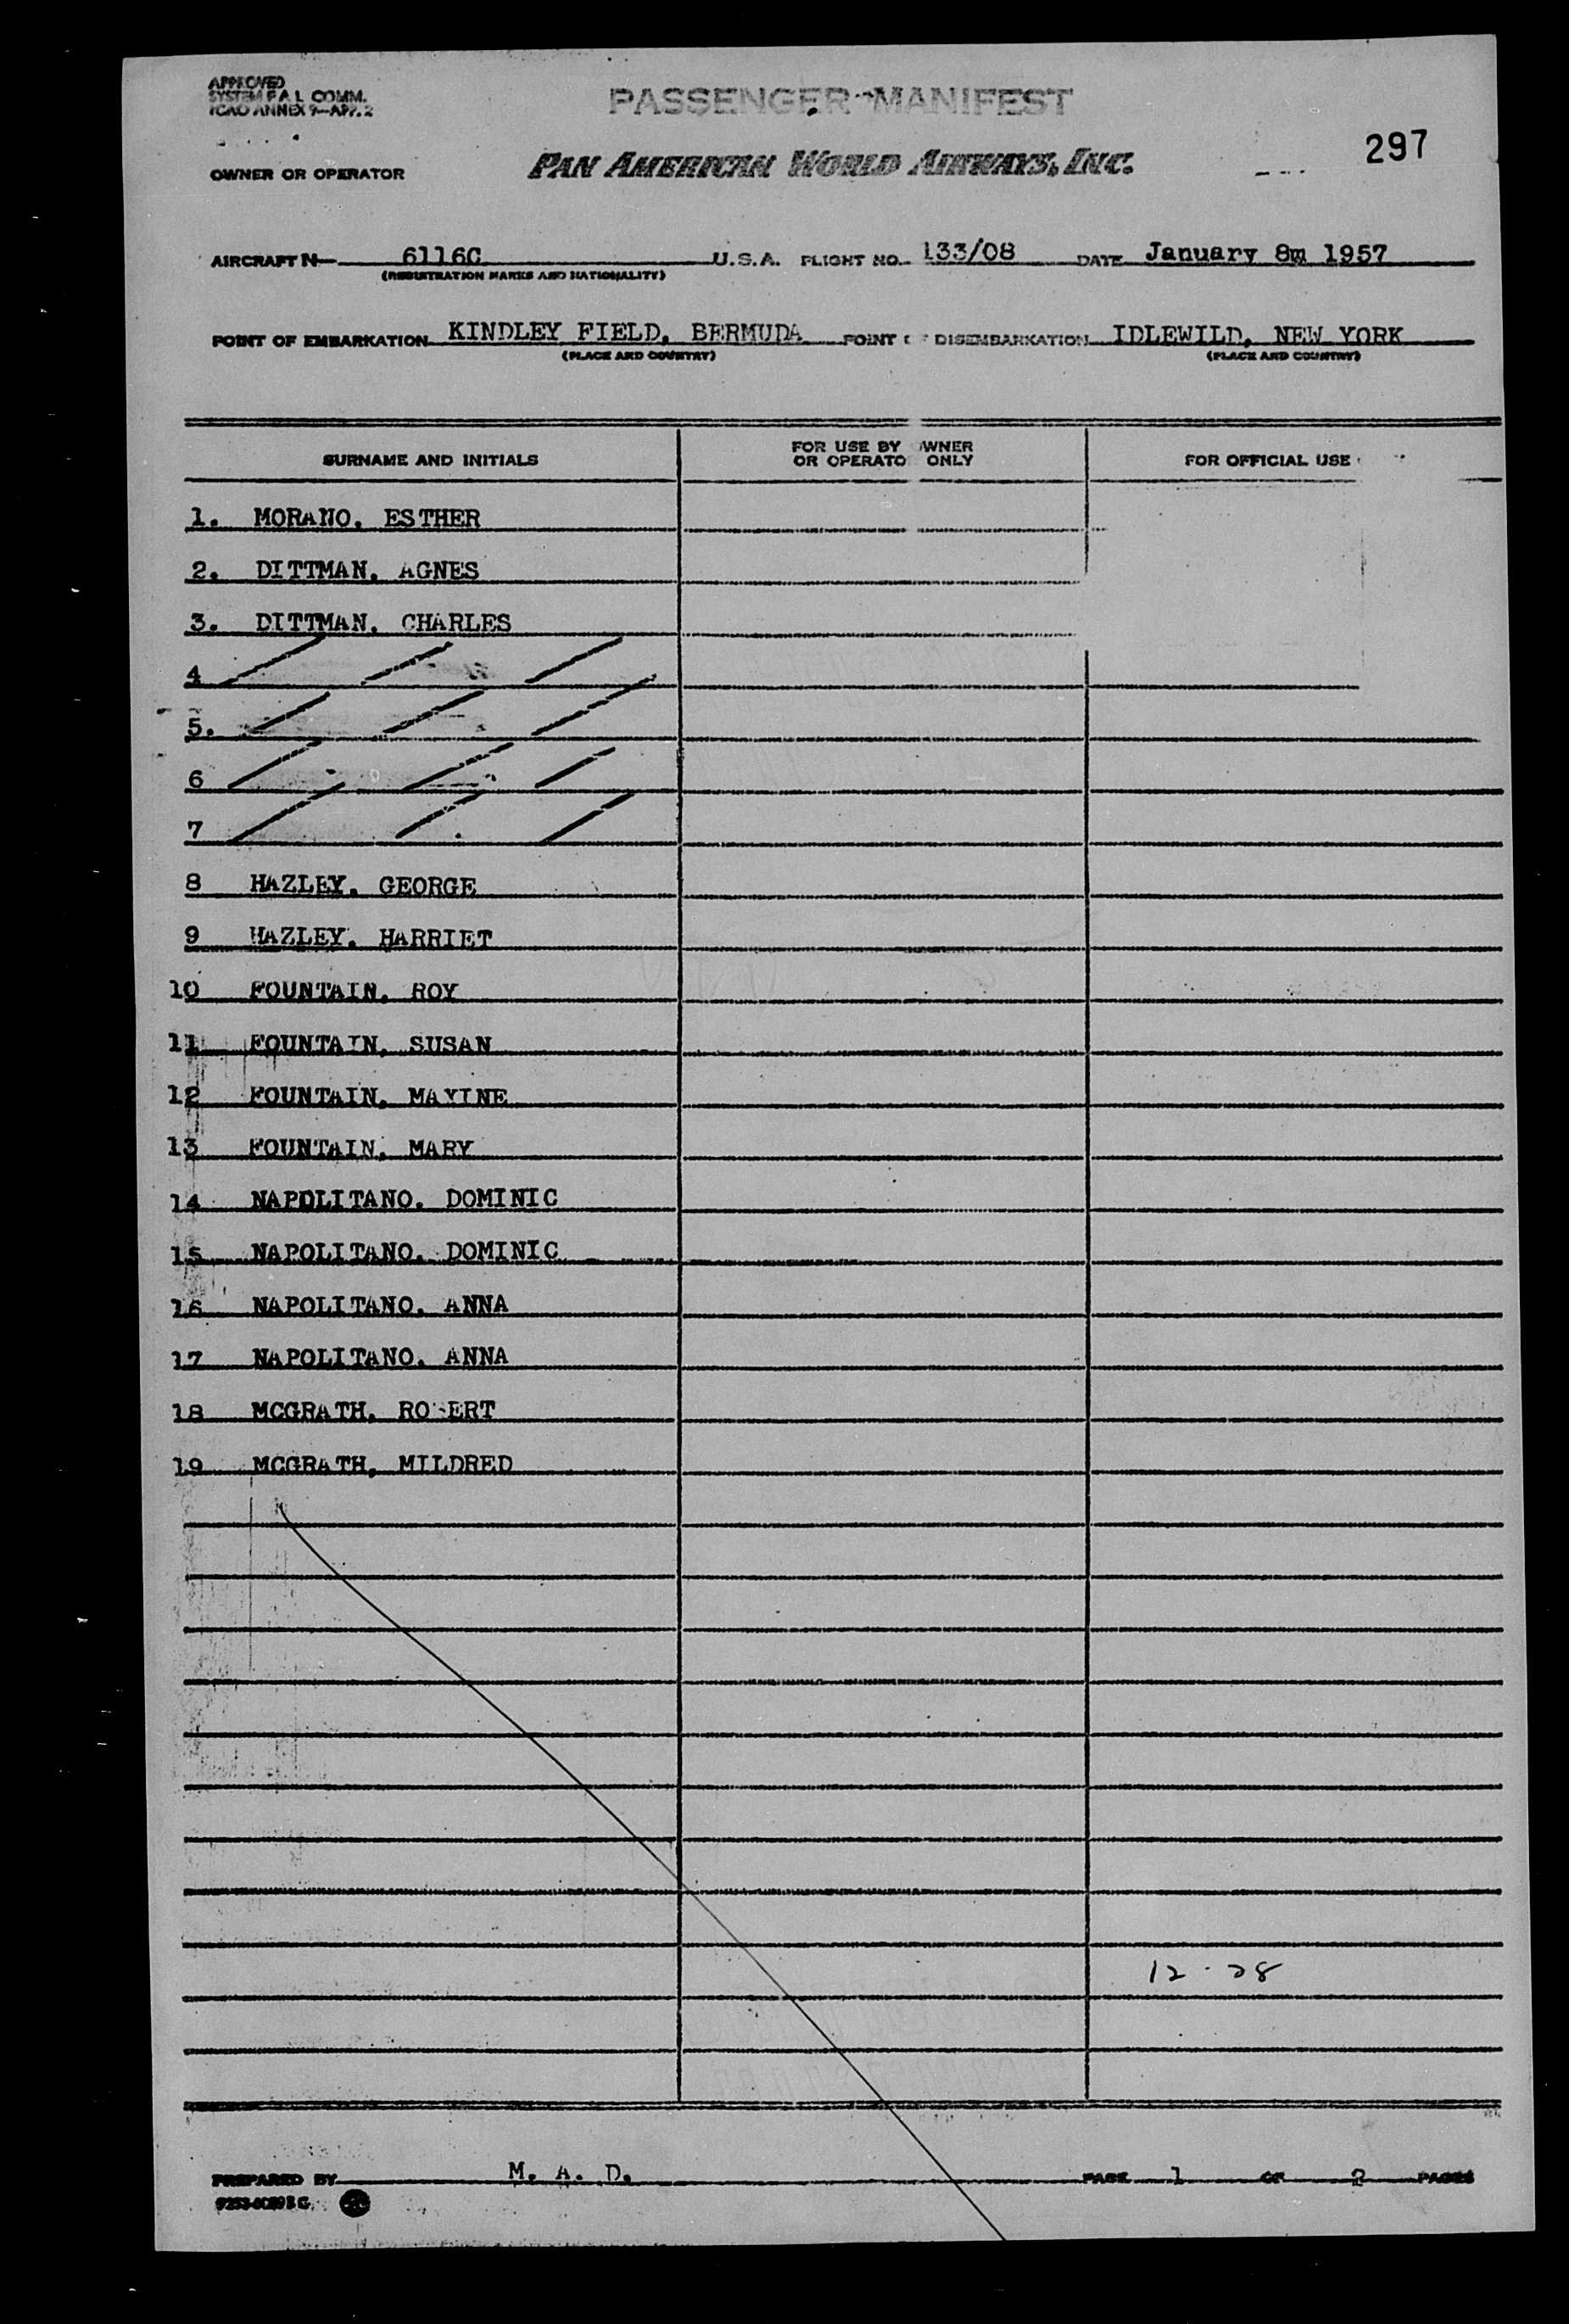 APPROVED
SYSTEM F A L COMM.
ICAO ANNEX 9—APP. 2
PASSENGER MANIFEST
297
OWNER OR OPERATOR PAN AMERICAN WORLD AIRWAYS, INC.
AIRCRAFT N— 6116C U.S.A. FLIGHT NO. 133/08 DATE January 8m 1957
(REGISTRATION MARKS AND NATIONALITY)
POINT OF EMBARKATION KINDLEY FIELD, BERMUDA POINT OF DISEMBARKATION IDLEWILD, NEW YORK
(PLACE AND COUNTRY) (PLACE AND COUNTRY)
SURNAME AND INITIALS FOR USE BY OWNER OR OPERATOR ONLY FOR OFFICIAL USE
1. MORANO, ESTHER
2. DITTMAN, AGNES
3. DITTMAN, CHARLES
4
5.
6
7
8 HAZLEY, GEORGE
9 HAZLEY, HARRIET
10 FOUNTAIN, ROY
11 FOUNTAIN, SUSAN
12 FOUNTAIN, MAXINE
13 FOUNTAIN, MARY
14 NAPOLITANO, DOMINIC
15 NAPOLITANO, DOMINIC
16 NAPOLITANO, ANNA
17 NAPOLITANO, ANNA
18 MCGRATH, ROBERT
19 MCGRATH, MILDRED
12-28
PREPARED BY M. A. D. PAGE 1 OF 2 PAGES